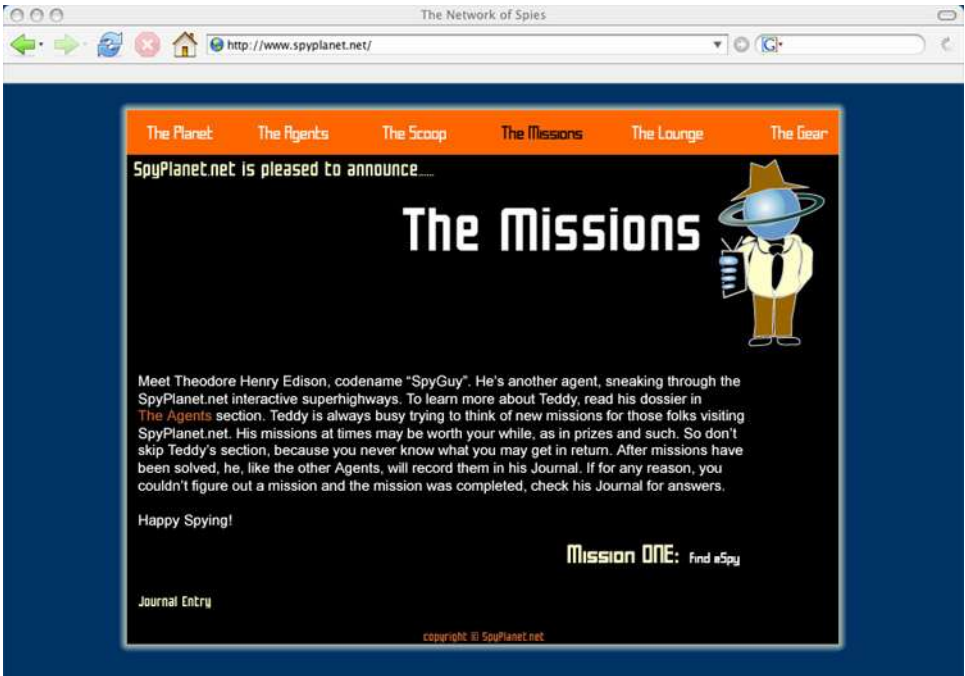 The Network of Spies
http://www.spyplanet.net/
G
The Planet The Agents The Scoop The Missions The Lounge The Gear
SpyPlanet.net is pleased to announce......
The Missions
Meet Theodore Henry Edison, codename “SpyGuy”. He’s another agent, sneaking through the
SpyPlanet.net interactive superhighways. To learn more about Teddy, read his dossier in
The Agents section. Teddy is always busy trying to think of new missions for those folks visiting
SpyPlanet.net. His missions at times may be worth your while, as in prizes and such. So don’t
skip Teddy’s section, because you never know what you may get in return. After missions have
been solved, he, like the other Agents, will record them in his Journal. If for any reason, you
couldn’t figure out a mission and the mission was completed, check his Journal for answers.
Happy Spying!
Mission ONE: find eSpy
Journal Entry
copyright © SpyPlanet.net